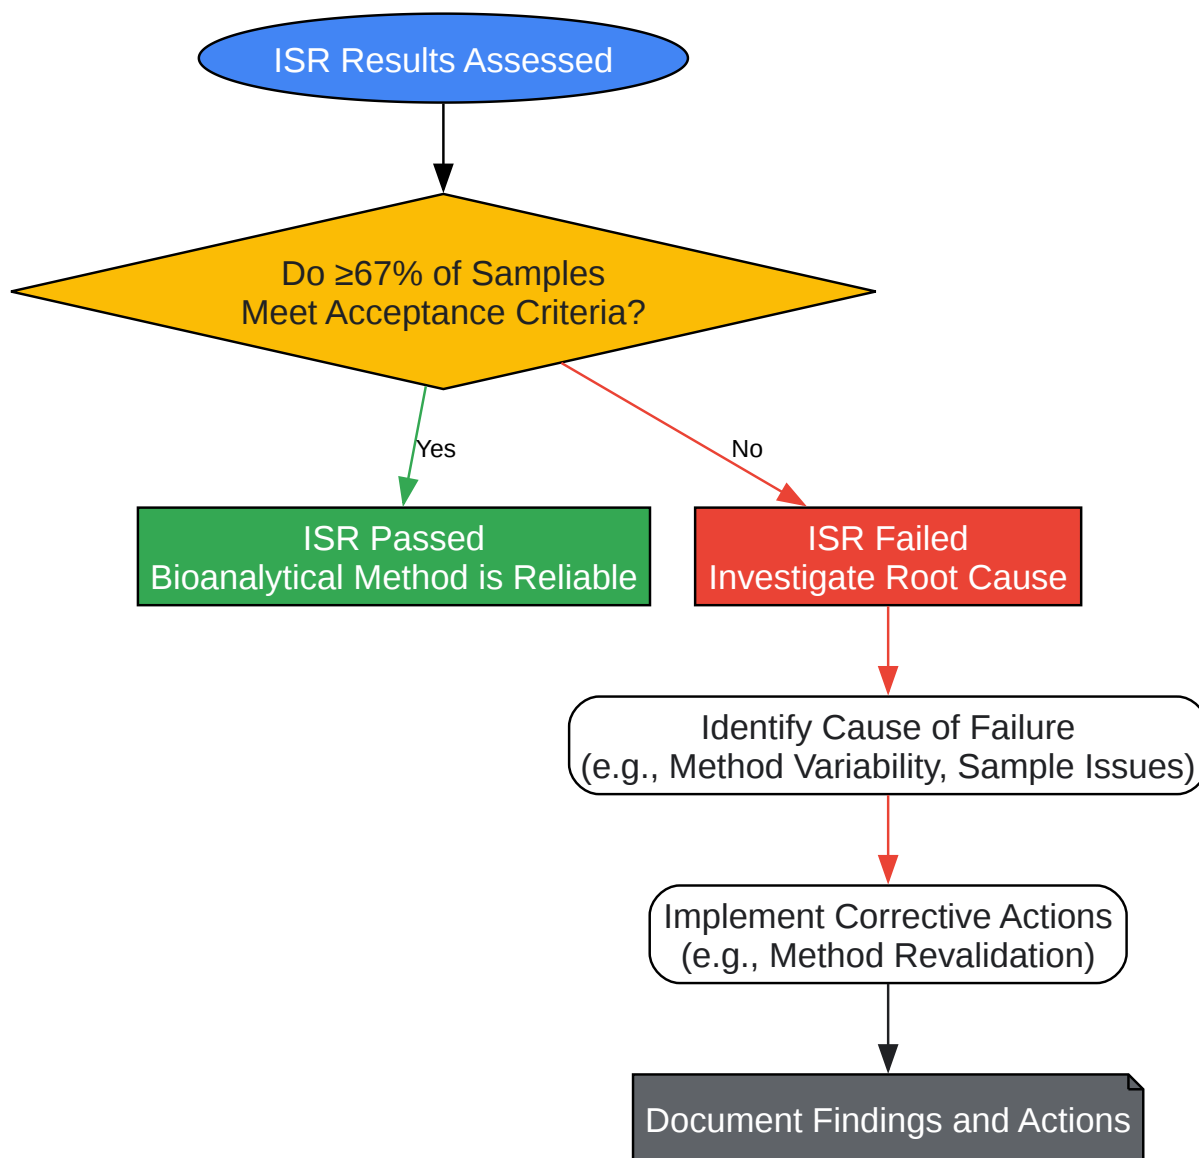 ISR Results Assessed
Do ≥67% of Samples
Meet Acceptance Criteria?
Yes
No
ISR Passed
Bioanalytical Method is Reliable
ISR Failed
Investigate Root Cause
Identify Cause of Failure
(e.g., Method Variability, Sample Issues)
Implement Corrective Actions
(e.g., Method Revalidation)
Document Findings and Actions